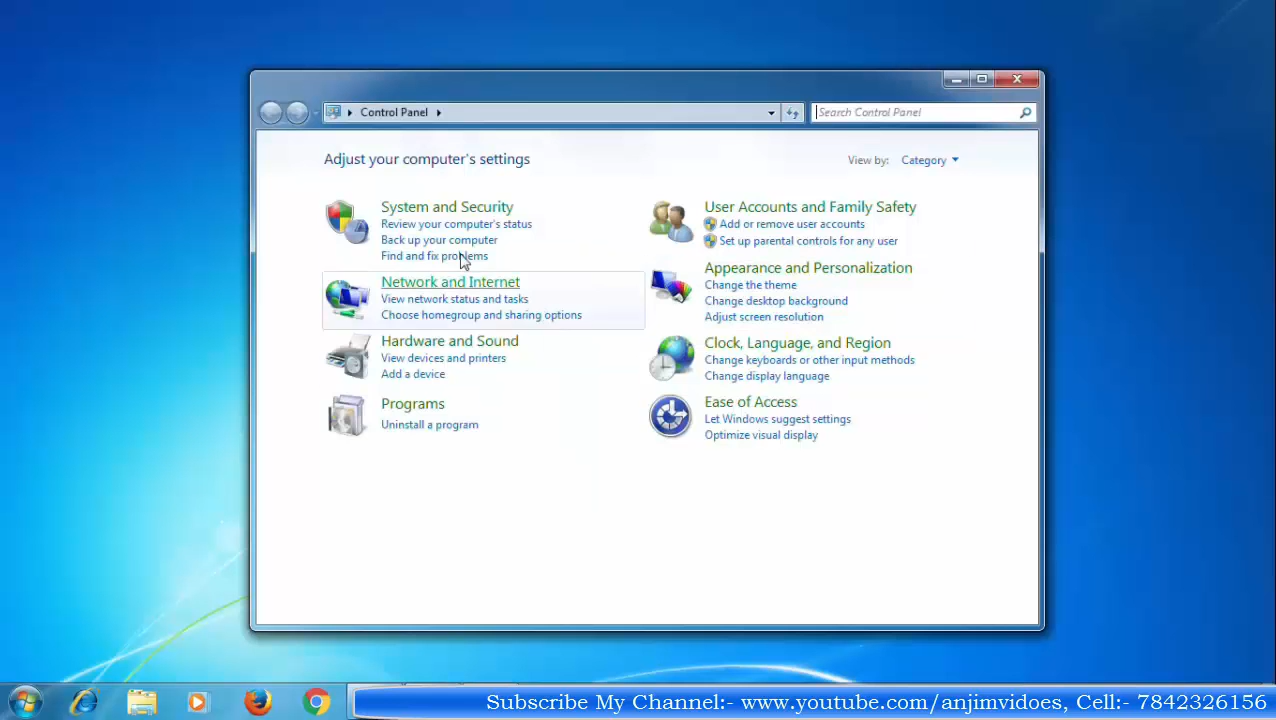 Control Panel
Search Control Panel
Adjust your computer's settings
View by: Category
System and Security
Review your computer's status
Back up your computer
Find and fix problems
Network and Internet
View network status and tasks
Choose homegroup and sharing options
Hardware and Sound
View devices and printers
Add a device
Programs
Uninstall a program
User Accounts and Family Safety
Add or remove user accounts
Set up parental controls for any user
Appearance and Personalization
Change the theme
Change desktop background
Adjust screen resolution
Clock, Language, and Region
Change keyboards or other input methods
Change display language
Ease of Access
Let Windows suggest settings
Optimize visual display
Subscribe My Channel:- www.youtube.com/anjimvidoes, Cell:- 7842326156